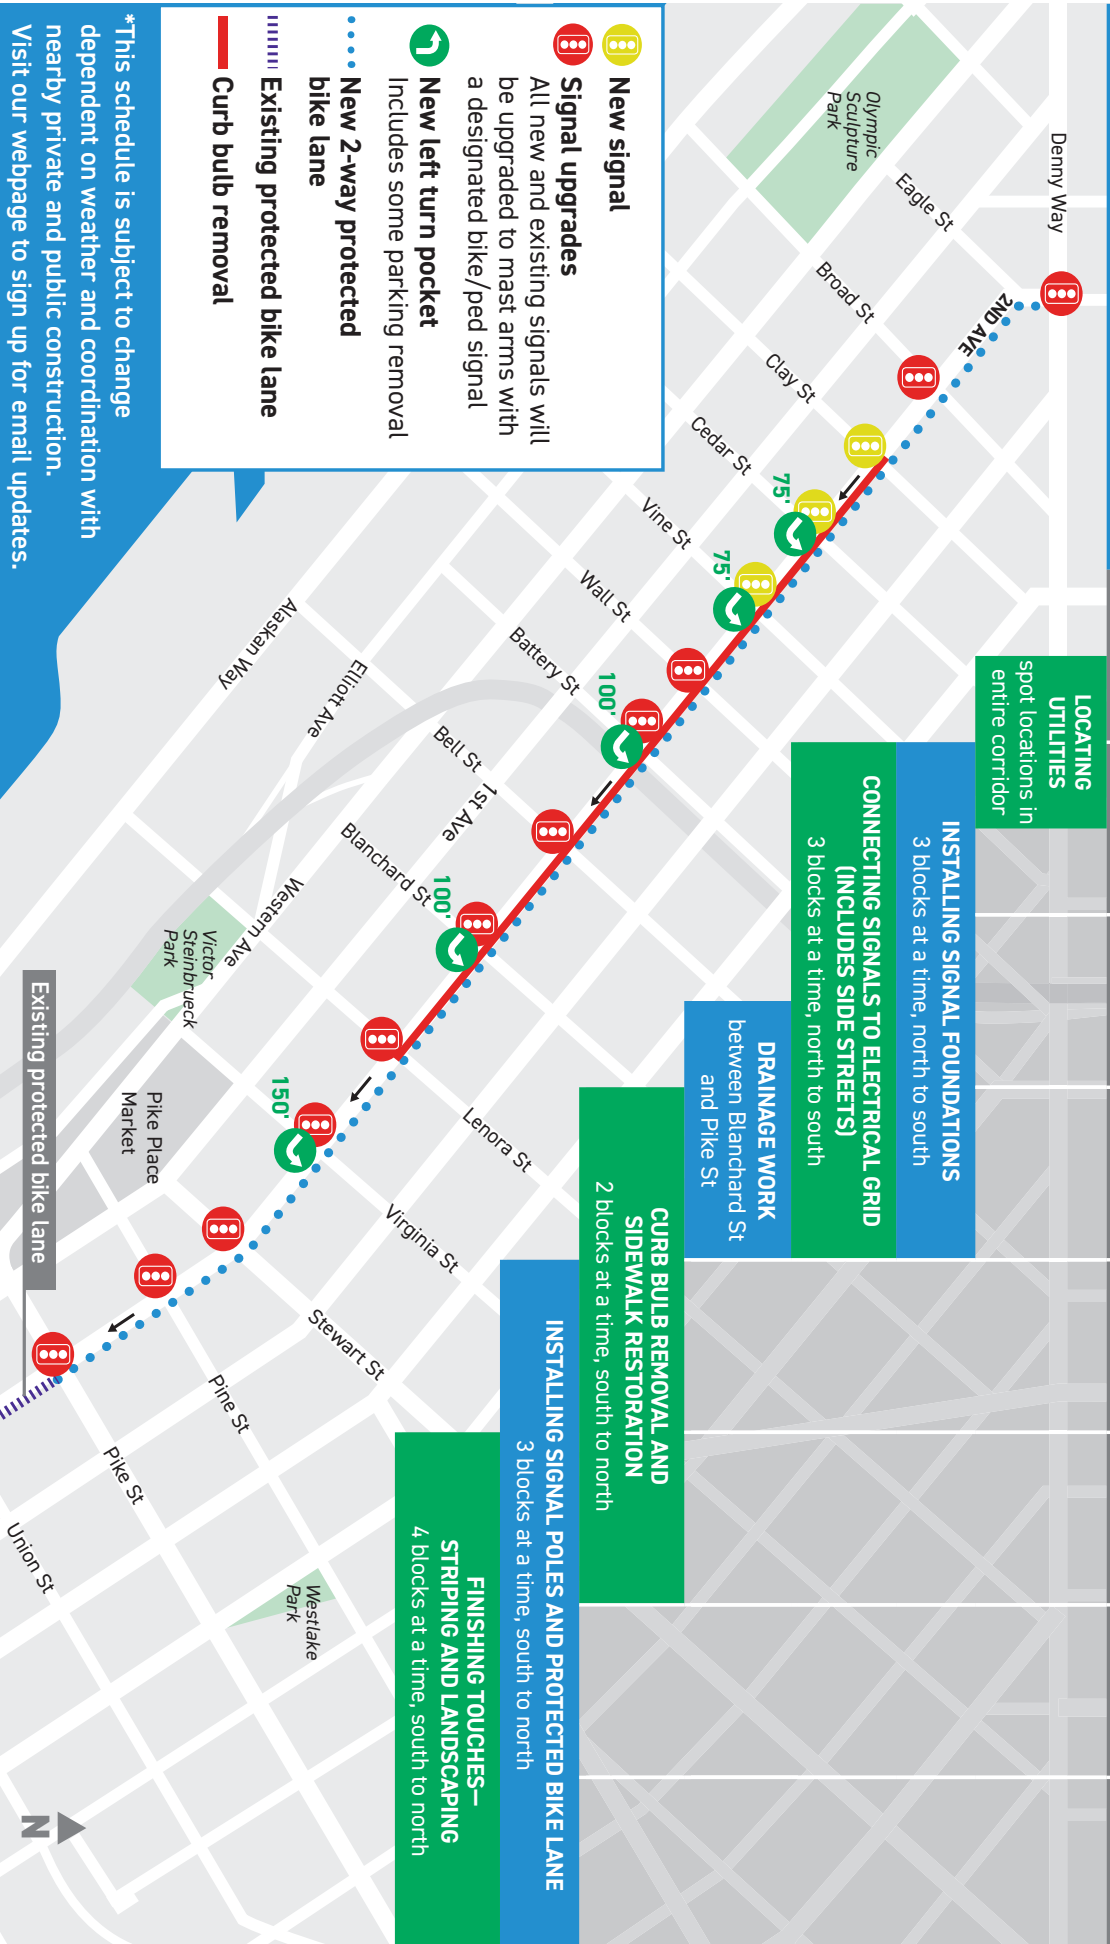 LOCATING
UTILITIES
spot locations in
entire corridor
INSTALLING SIGNAL FOUNDATIONS
3 blocks at a time, north to south
CONNECTING SIGNALS TO ELECTRICAL GRID
(INCLUDES SIDE STREETS)
3 blocks at a time, north to south
DRAINAGE WORK
between Blanchard St
and Pike St
CURB BULB REMOVAL AND
SIDEWALK RESTORATION
2 blocks at a time, south to north
INSTALLING SIGNAL POLES AND PROTECTED BIKE LANE
3 blocks at a time, south to north
FINISHING TOUCHES—
STRIPING AND LANDSCAPING
4 blocks at a time, south to north
Denny Way
2ND AVE
Olympic
Sculpture
Park
Eagle St
Broad St
Clay St
Cedar St
75'
Vine St
75'
Wall St
Battery St
100'
Bell St
1st Ave
Blanchard St
100'
Alaskan Way
Elliott Ave
Western Ave
Victor
Steinbrueck
Park
Lenora St
150'
Virginia St
Pike Place
Market
Stewart St
Pine St
Pike St
Union St
Westlake
Park
Existing protected bike lane
N
New signal
Signal upgrades
All new and existing signals will
be upgraded to mast arms with
a designated bike/ped signal
New left turn pocket
Includes some parking removal
New 2-way protected
bike lane
Existing protected bike lane
Curb bulb removal
*This schedule is subject to change
dependent on weather and coordination with
nearby private and public construction.
Visit our webpage to sign up for email updates.